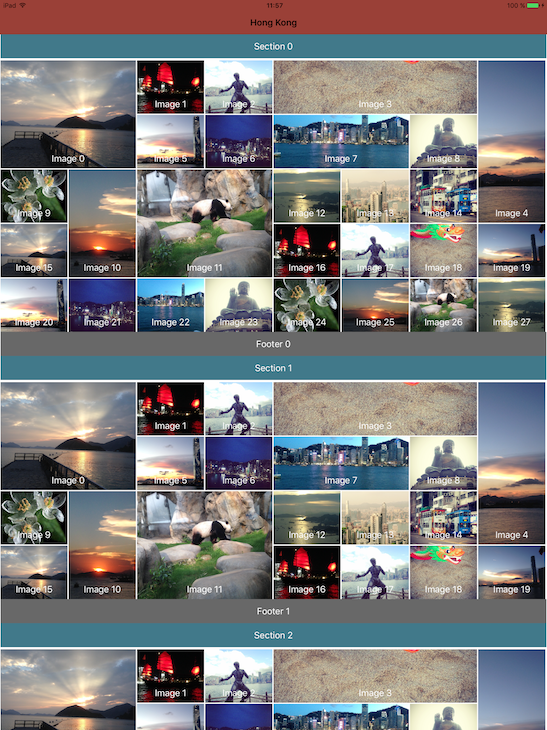 iPad 11:57 100 %
Hong Kong
Section 0
Image 0
Image 1
Image 2
Image 3
Image 5
Image 6
Image 7
Image 8
Image 4
Image 9
Image 10
Image 11
Image 12
Image 13
Image 14
Image 15
Image 16
Image 17
Image 18
Image 19
Image 20
Image 21
Image 22
Image 23
Image 24
Image 25
Image 26
Image 27
Footer 0
Section 1
Image 0
Image 1
Image 2
Image 3
Image 5
Image 6
Image 7
Image 8
Image 4
Image 9
Image 10
Image 11
Image 12
Image 13
Image 14
Image 15
Image 16
Image 17
Image 18
Image 19
Footer 1
Section 2
Image 1
Image 2
Image 3